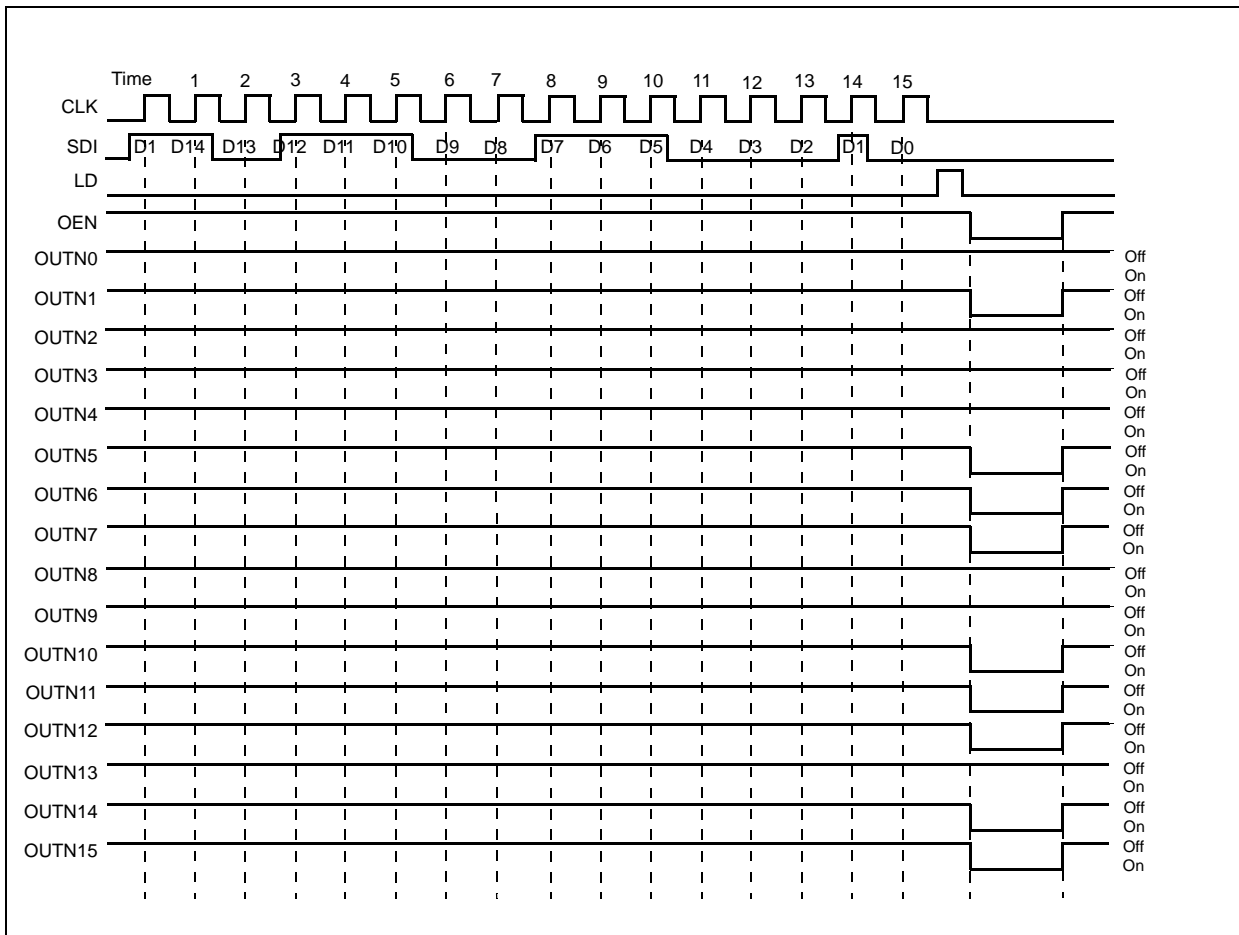 Time 1 2 3 4 5 6 7 8 9 10 11 12 13 14 15
CLK
SDI D1 D14 D13 D12 D11 D10 D9 D8 D7 D6 D5 D4 D3 D2 D1 D0
LD
OEN
OUTN0 Off
On
OUTN1 Off
On
OUTN2 Off
On
OUTN3 Off
On
OUTN4 Off
On
OUTN5 Off
On
OUTN6 Off
On
OUTN7 Off
On
OUTN8 Off
On
OUTN9 Off
On
OUTN10 Off
On
OUTN11 Off
On
OUTN12 Off
On
OUTN13 Off
On
OUTN14 Off
On
OUTN15 Off
On